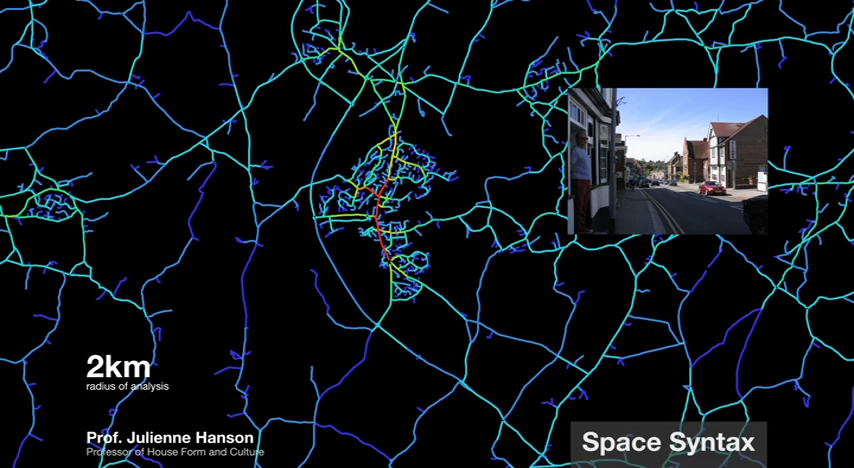 2km
radius of analysis
Prof. Julienne Hanson
Professor of House Form and Culture
Space Syntax